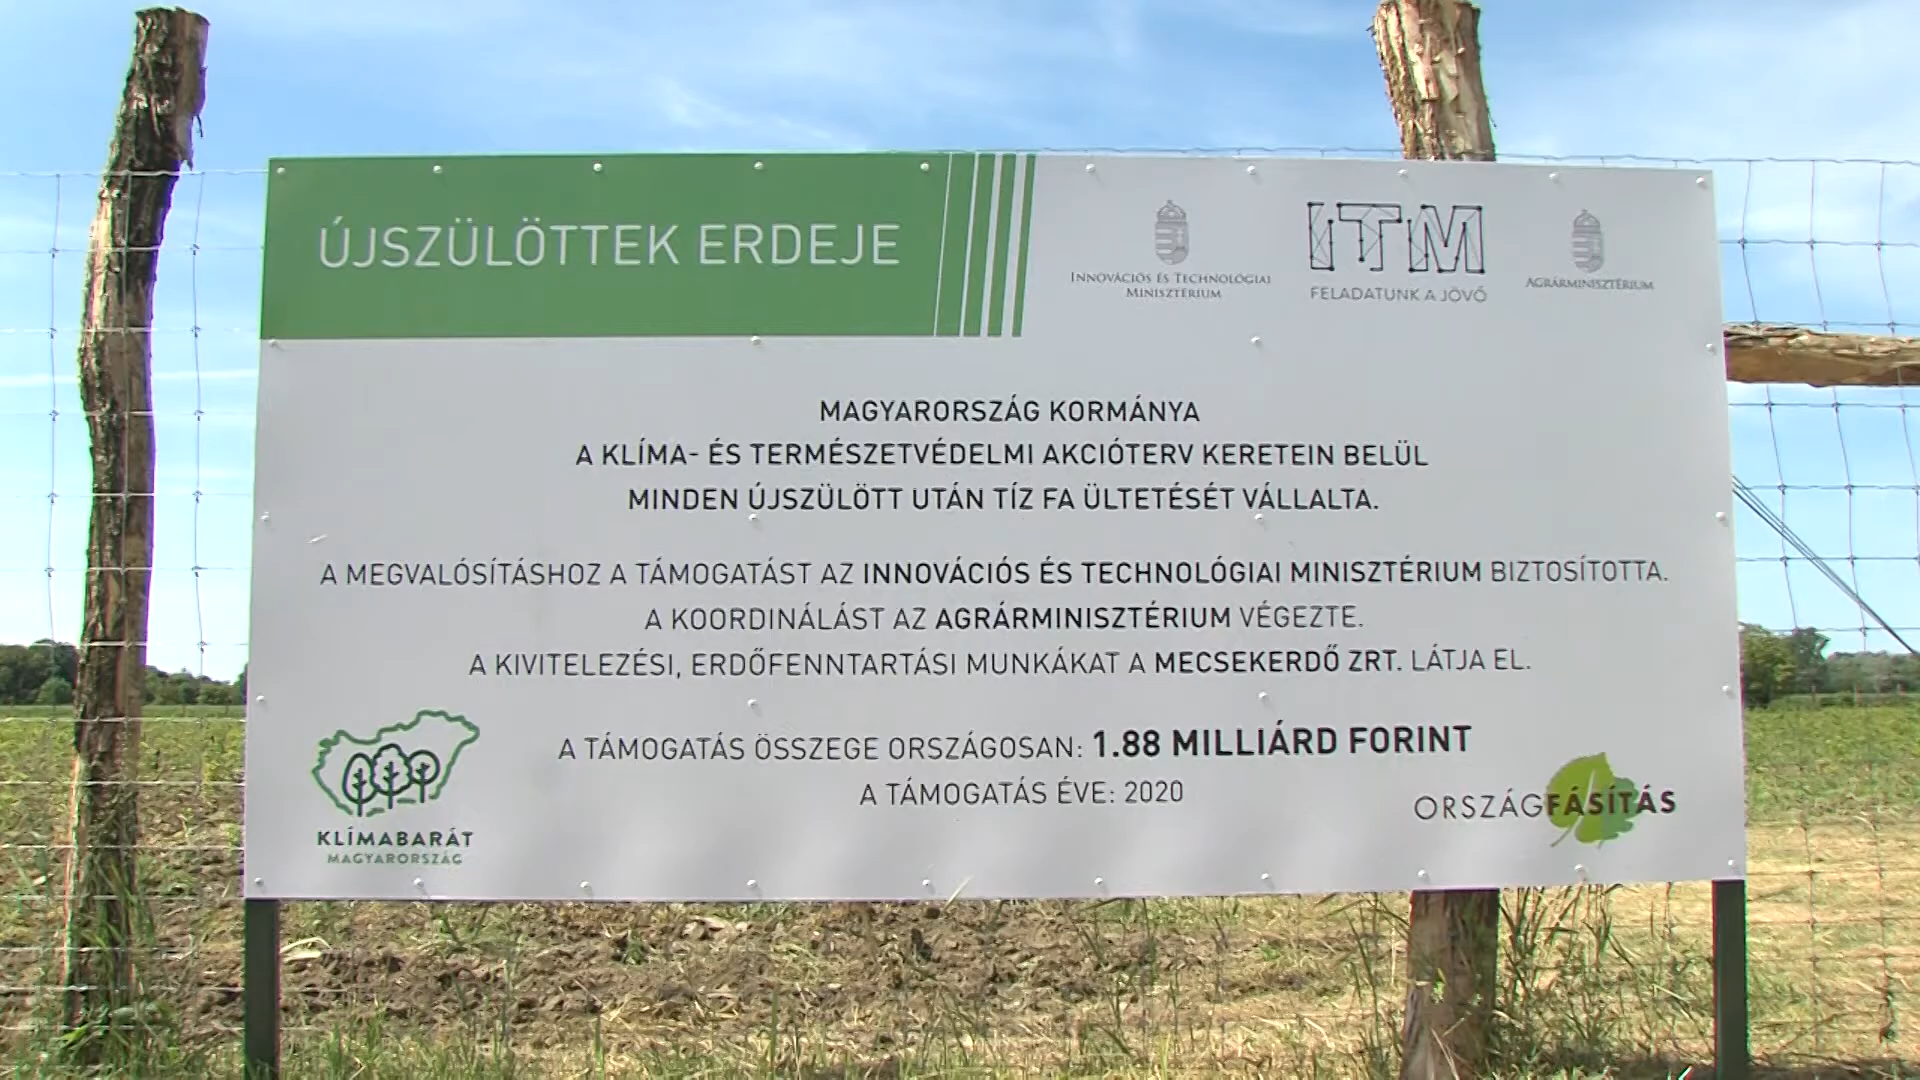 ÚJSZÜLÖTTEK ERDEJE
INNOVÁCIÓS ÉS TECHNOLÓGIAI
MINISZTÉRIUM
ITM
FELADATUNK A JÖVŐ
AGRÁRMINISZTÉRIUM
MAGYARORSZÁG KORMÁNYA
A KLÍMA- ÉS TERMÉSZETVÉDELMI AKCIÓTERV KERETEIN BELÜL
MINDEN ÚJSZÜLÖTT UTÁN TÍZ FA ÜLTETÉSÉT VÁLLALTA.
A MEGVALÓSÍTÁSHOZ A TÁMOGATÁST AZ INNOVÁCIÓS ÉS TECHNOLÓGIAI MINISZTÉRIUM BIZTOSÍTOTTA.
A KOORDINÁLÁST AZ AGRÁRMINISZTÉRIUM VÉGEZTE.
A KIVITELEZÉSI, ERDŐFENNTARTÁSI MUNKÁKAT A MECSEKERDŐ ZRT. LÁTJA EL.
A TÁMOGATÁS ÖSSZEGE ORSZÁGOSAN: 1.88 MILLIÁRD FORINT
A TÁMOGATÁS ÉVE: 2020
KLÍMABARÁT
MAGYARORSZÁG
ORSZÁGFÁSÍTÁS